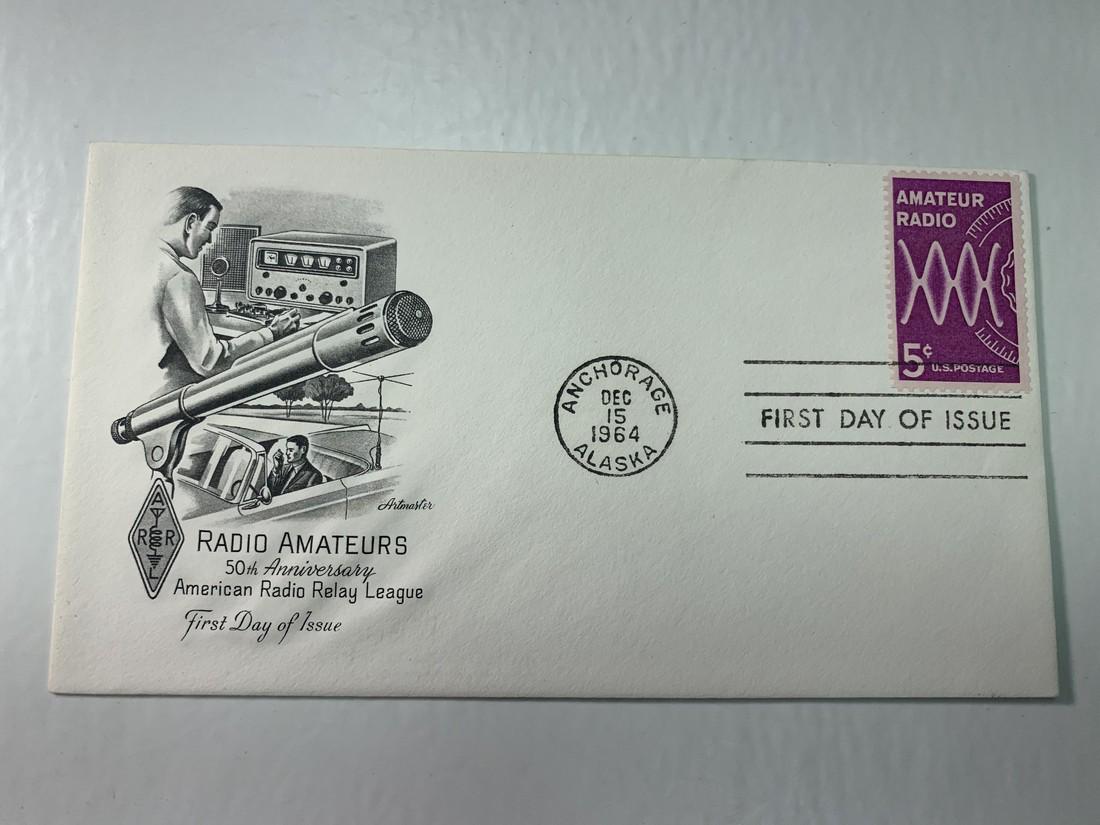 AMATEUR
RADIO
5¢ U.S. POSTAGE
ANCHORAGE
DEC
15
1964
ALASKA
FIRST DAY OF ISSUE
Artmaster
A
R R
L
RADIO AMATEURS
50th Anniversary
American Radio Relay League
First Day of Issue